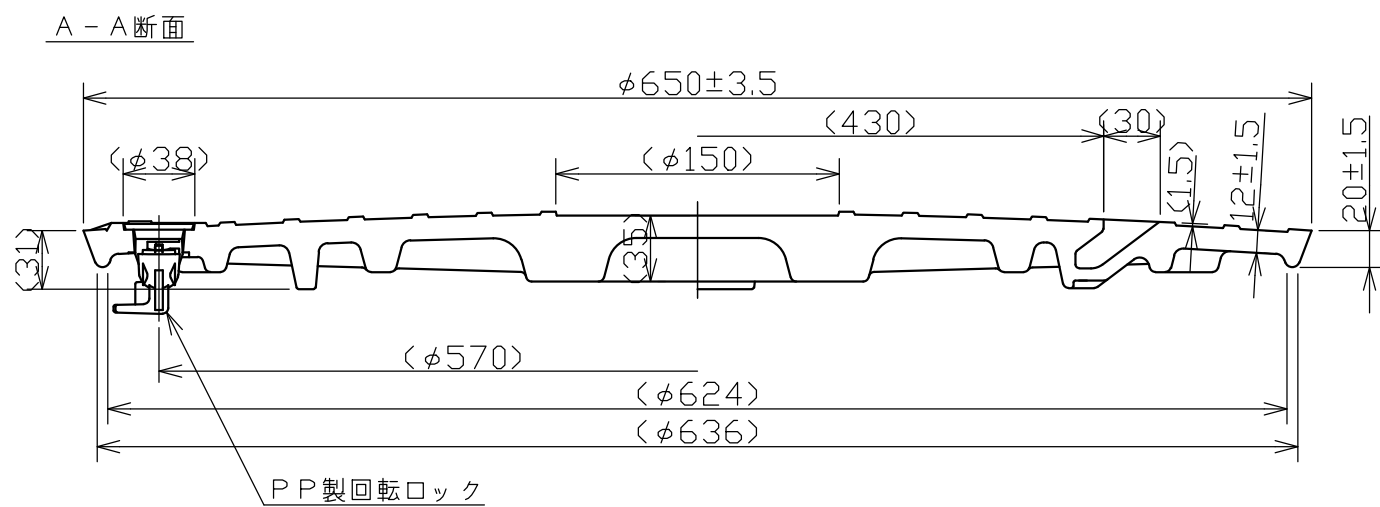 A-A断面
φ650±3.5
(430)
(30)
(φ38)
(φ150)
(1.5)
12±1.5
20±1.5
(31)
(35)
(φ570)
(φ624)
(φ636)
PP製回転ロック